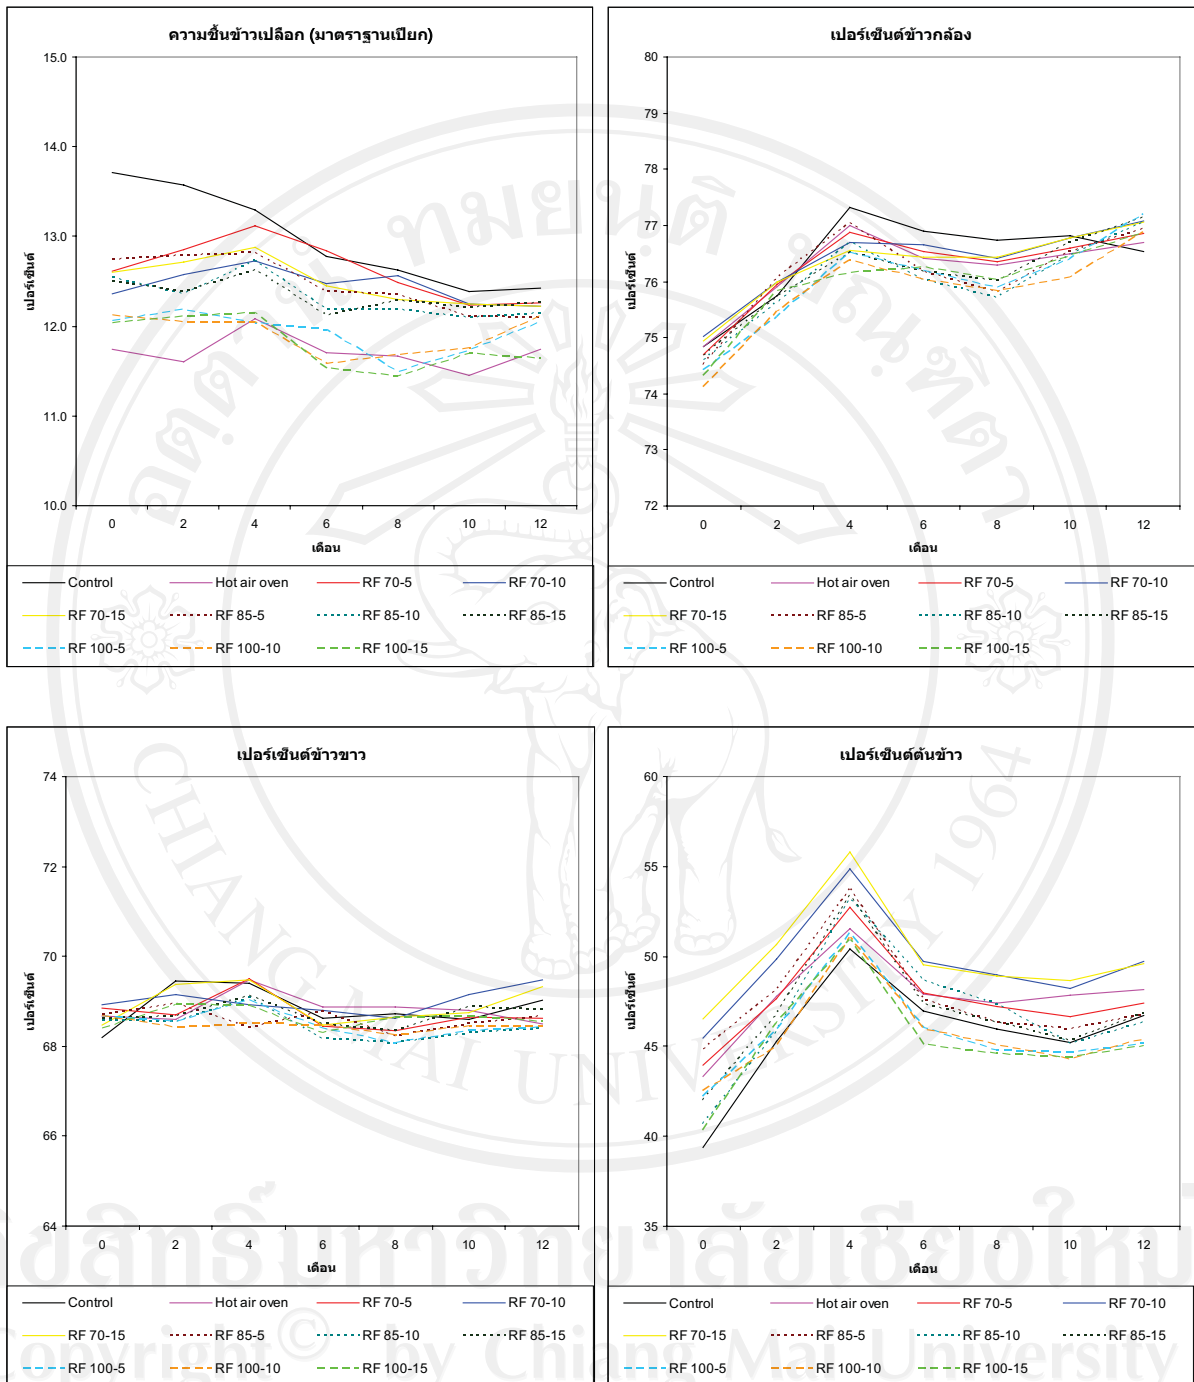 ความชื้นข้าวเปลือก (มาตราฐานเปียก)
เปอร์เซ็นต์
15.0
14.0
13.0
12.0
11.0
10.0
0 2 4 6 8 10 12
เดือน
Control Hot air oven RF 70-5 RF 70-10
RF 70-15 RF 85-5 RF 85-10 RF 85-15
RF 100-5 RF 100-10 RF 100-15
เปอร์เซ็นต์ข้าวกล้อง
เปอร์เซ็นต์
80
79
78
77
76
75
74
73
72
0 2 4 6 8 10 12
เดือน
Control Hot air oven RF 70-5 RF 70-10
RF 70-15 RF 85-5 RF 85-10 RF 85-15
RF 100-5 RF 100-10 RF 100-15
เปอร์เซ็นต์ข้าวขาว
เปอร์เซ็นต์
74
72
70
68
66
64
0 2 4 6 8 10 12
เดือน
Control Hot air oven RF 70-5 RF 70-10
RF 70-15 RF 85-5 RF 85-10 RF 85-15
RF 100-5 RF 100-10 RF 100-15
เปอร์เซ็นต์ต้นข้าว
เปอร์เซ็นต์
60
55
50
45
40
35
0 2 4 6 8 10 12
เดือน
Control Hot air oven RF 70-5 RF 70-10
RF 70-15 RF 85-5 RF 85-10 RF 85-15
RF 100-5 RF 100-10 RF 100-15
CHIANG MAI UNIVERSITY 1964
Copyright © by Chiang Mai University